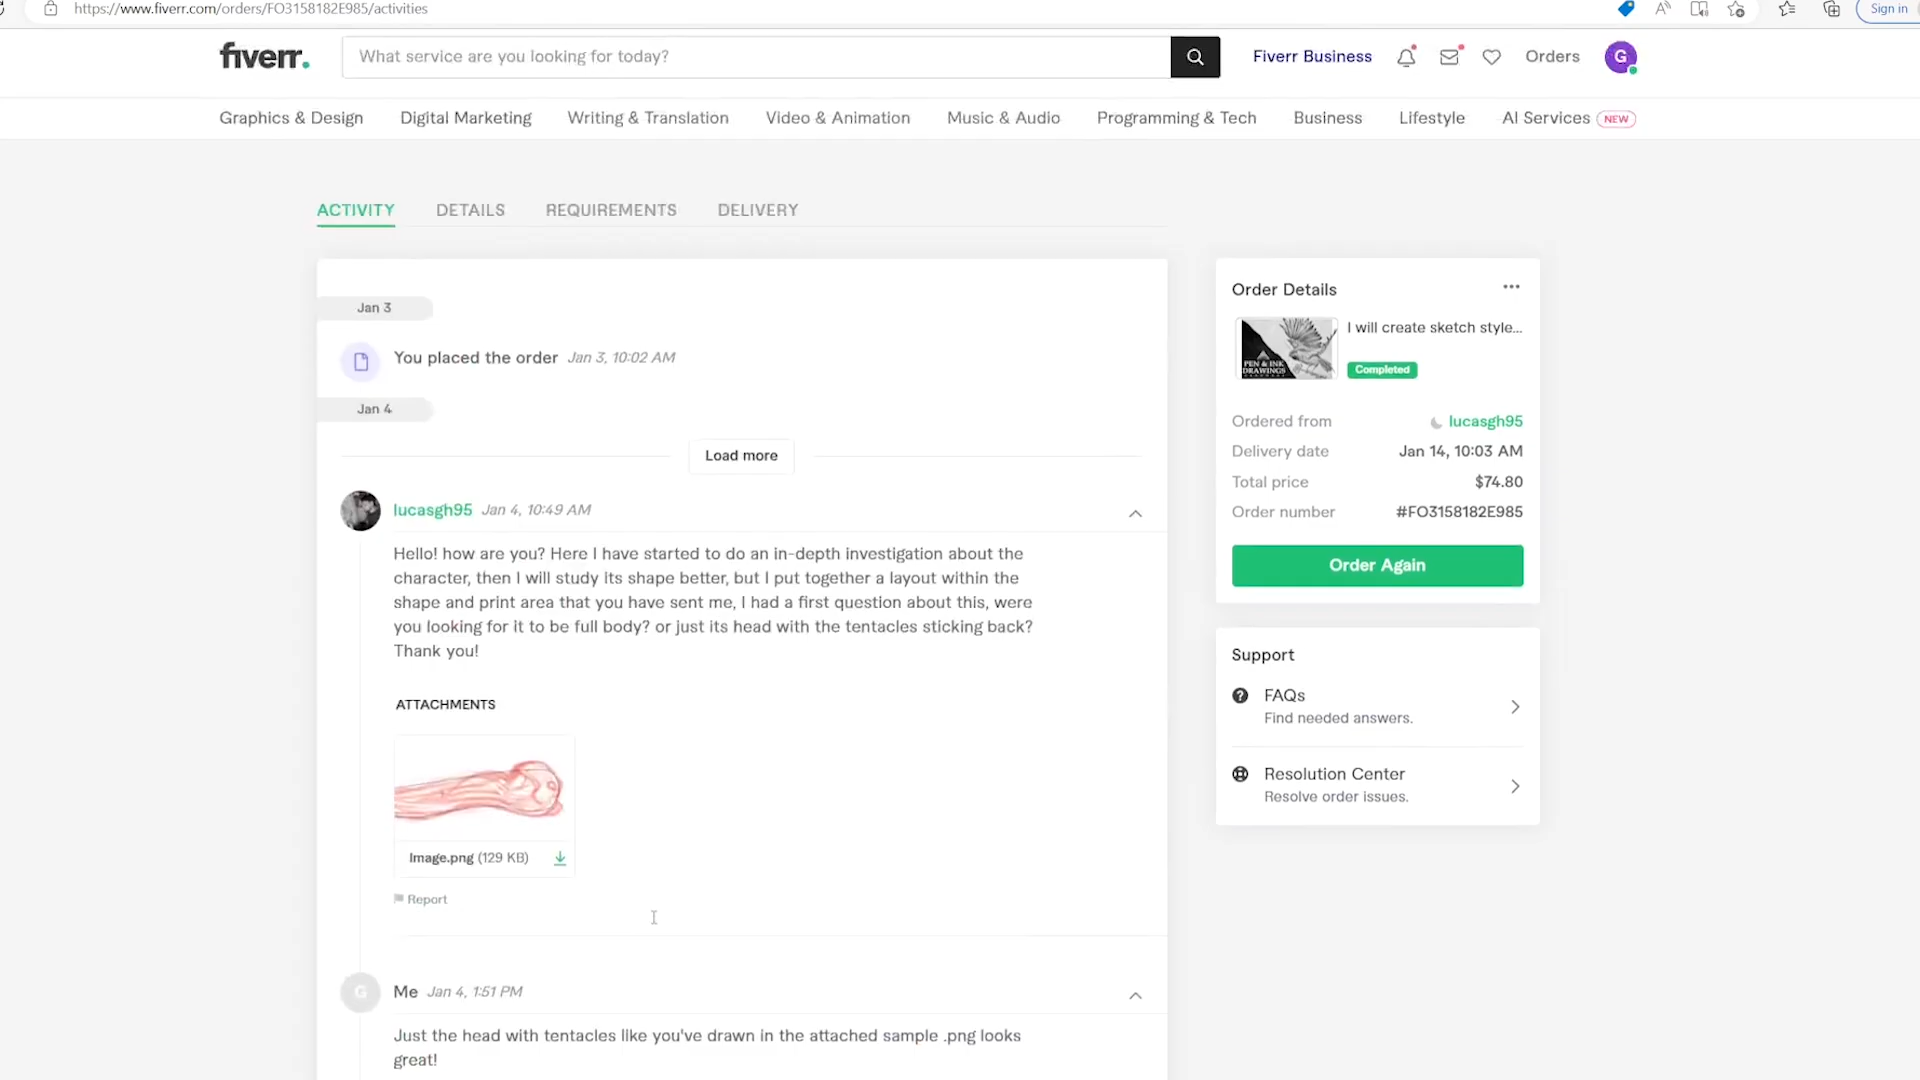 https://www.fiverr.com/orders/FO3158182E985/activities
Sign in
fiverr.
What service are you looking for today?
Fiverr Business
Orders
G
Graphics & Design
Digital Marketing
Writing & Translation
Video & Animation
Music & Audio
Programming & Tech
Business
Lifestyle
AI Services NEW
ACTIVITY
DETAILS
REQUIREMENTS
DELIVERY
Jan 3
You placed the order Jan 3, 10:02 AM
Jan 4
Load more
lucasgh95 Jan 4, 10:49 AM
Hello! how are you? Here I have started to do an in-depth investigation about the
character, then I will study its shape better, but I put together a layout within the
shape and print area that you have sent me, I had a first question about this, were
you looking for it to be full body? or just its head with the tentacles sticking back?
Thank you!
ATTACHMENTS
Image.png (129 KB)
Report
G
Me Jan 4, 1:51 PM
Just the head with tentacles like you've drawn in the attached sample .png looks
great!
Order Details
PEN & INK
DRAWINGS
I will create sketch style...
Completed
Ordered from lucasgh95
Delivery date Jan 14, 10:03 AM
Total price $74.80
Order number #FO3158182E985
Order Again
Support
FAQs
Find needed answers.
Resolution Center
Resolve order issues.